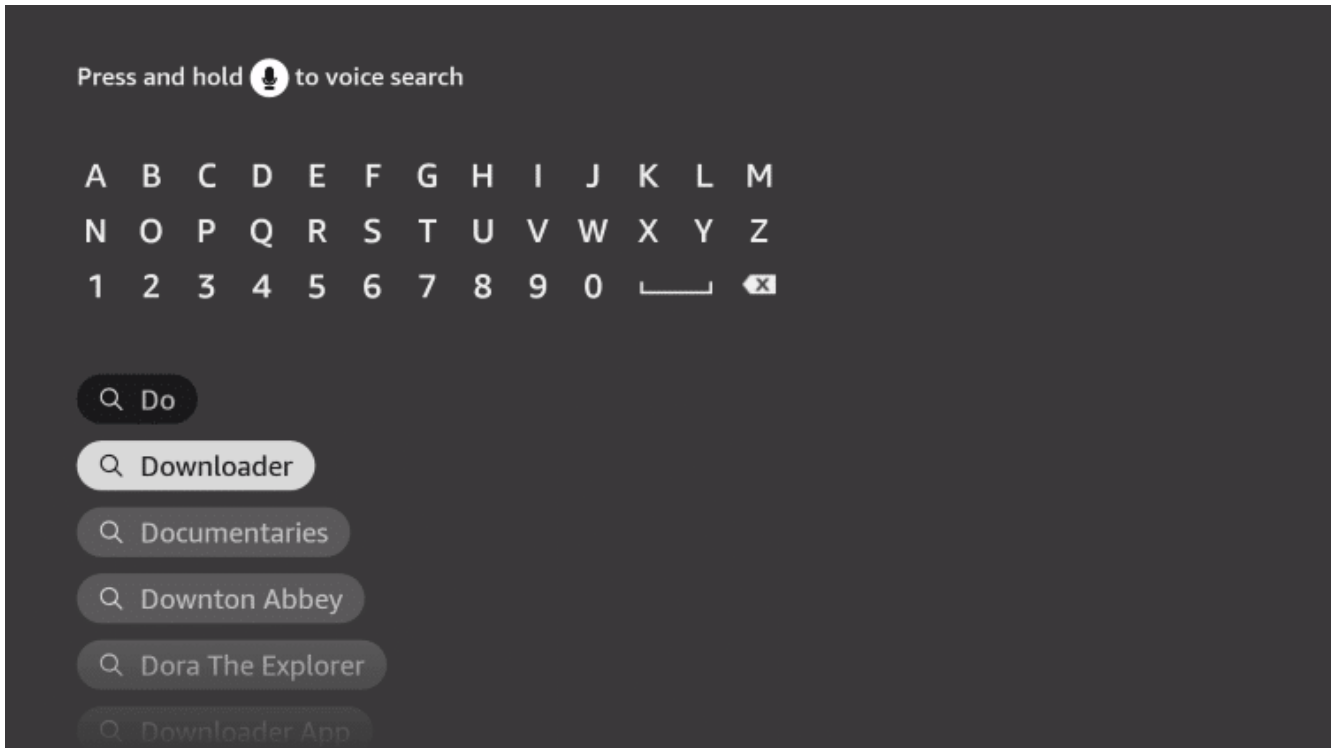 Press and hold to voice search
A B C D E F G H I J K L M
N O P Q R S T U V W X Y Z
1 2 3 4 5 6 7 8 9 0
Do
Downloader
Documentaries
Downton Abbey
Dora The Explorer
Downloader App